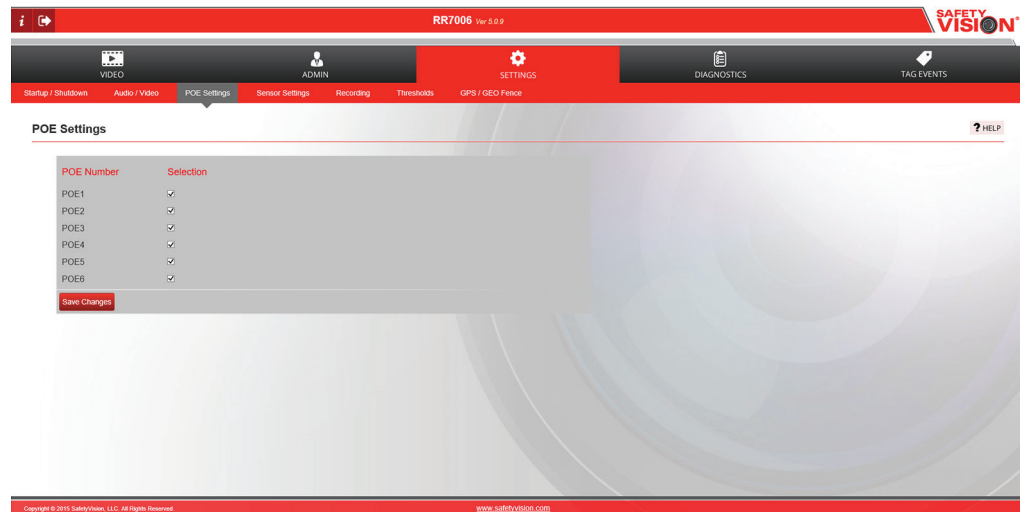 i
RR7006 Ver 5.0.9
SAFETY
VISION®
VIDEO ADMIN SETTINGS DIAGNOSTICS TAG EVENTS
Startup / Shutdown Audio / Video POE Settings Sensor Settings Recording Thresholds GPS / GEO Fence
POE Settings ? HELP
POE Number Selection
POE1
POE2
POE3
POE4
POE5
POE6
Save Changes
Copyright © 2015 SafetyVision, LLC. All Rights Reserved www.safetyvision.com